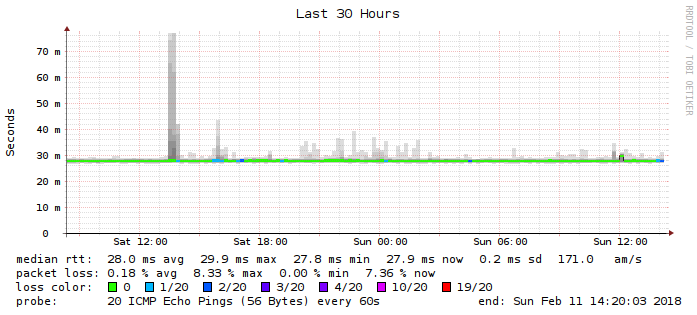 Last 30 Hours
RRDTOOL / TOBI OETIKER
Seconds
70 m
60 m
50 m
40 m
30 m
20 m
10 m
0
Sat 12:00 Sat 18:00 Sun 00:00 Sun 06:00 Sun 12:00
median rtt: 28.0 ms avg 29.9 ms max 27.8 ms min 27.9 ms now 0.2 ms sd 171.0 am/s
packet loss: 0.18 % avg 8.33 % max 0.00 % min 7.36 % now
loss color: 0 1/20 2/20 3/20 4/20 10/20 19/20
probe: 20 ICMP Echo Pings (56 Bytes) every 60s end: Sun Feb 11 14:20:03 2018